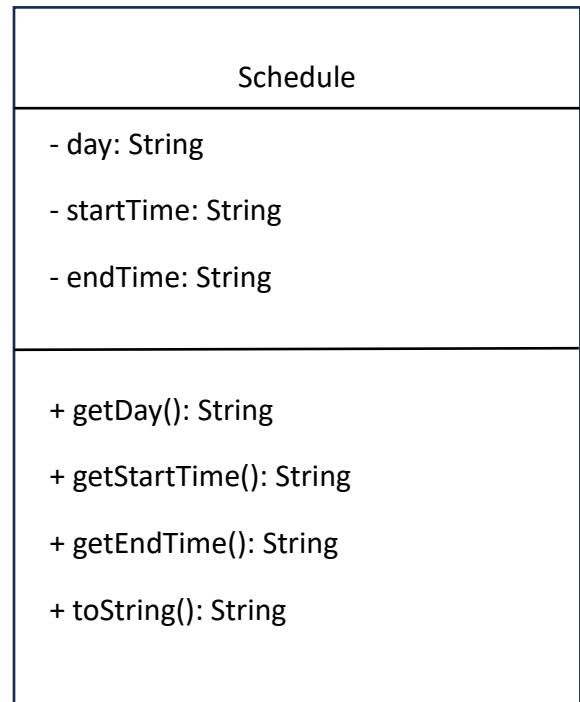 Schedule
- day: String
- startTime: String
- endTime: String
+ getDay(): String
+ getStartTime(): String
+ getEndTime(): String
+ toString(): String